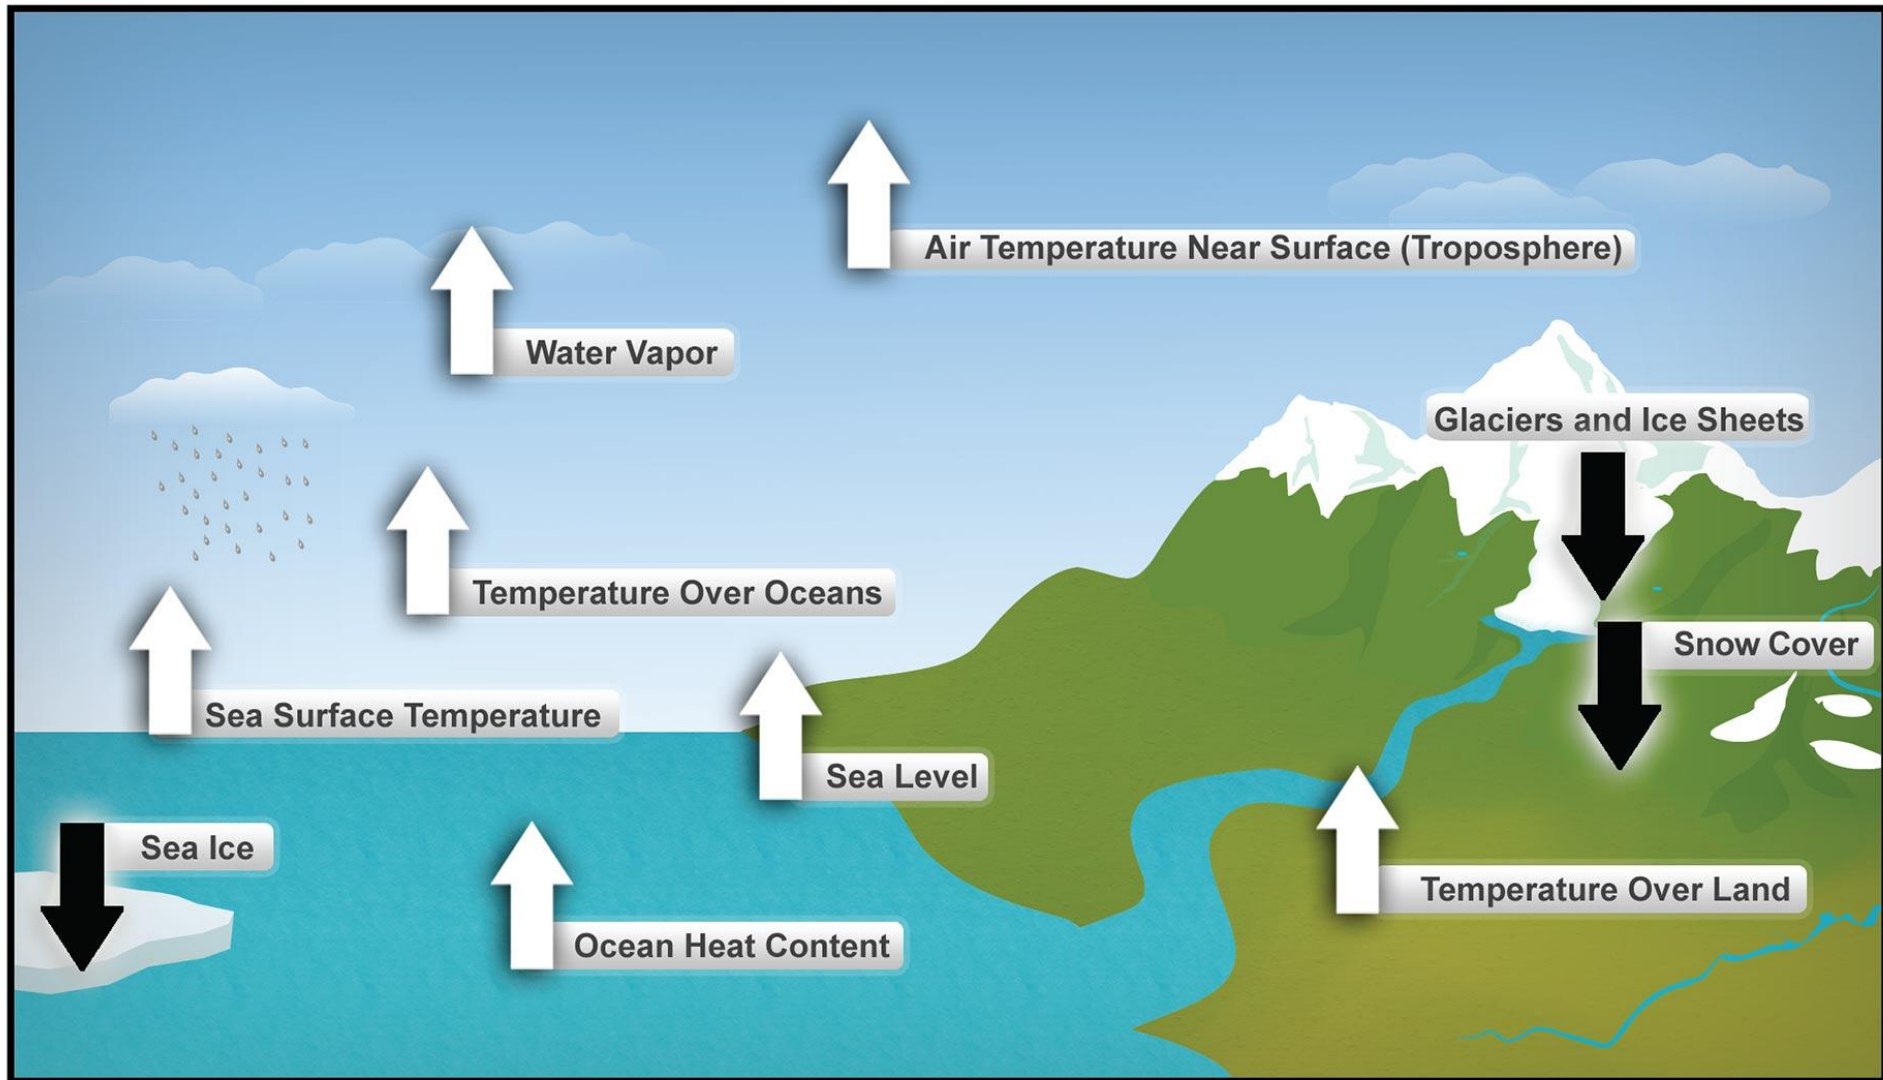 Air Temperature Near Surface (Troposphere)
Water Vapor
Glaciers and Ice Sheets
Temperature Over Oceans
Snow Cover
Sea Surface Temperature
Sea Level
Sea Ice
Temperature Over Land
Ocean Heat Content